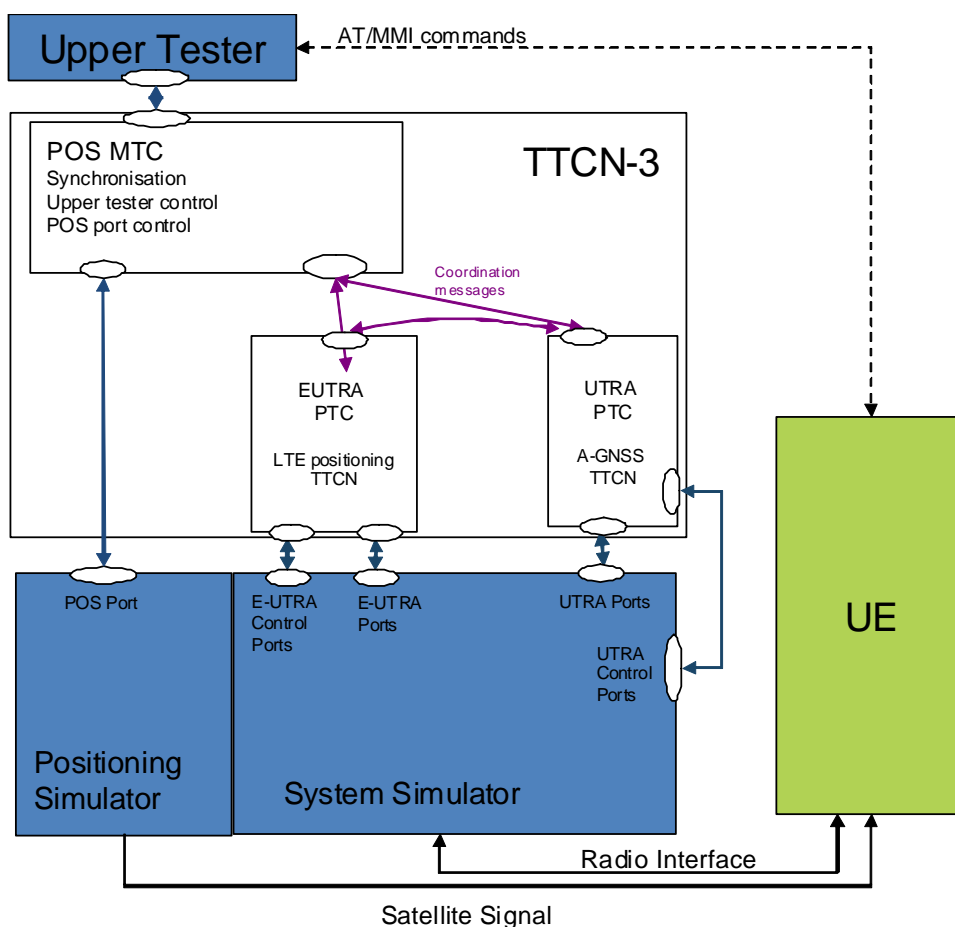 Upper Tester
AT/MMI commands
POS MTC
Synchronisation
Upper tester control
POS port control
TTCN-3
Coordination
messages
EUTRA
PTC
LTE positioning
TTCN
UTRA
PTC
A-GNSS
TTCN
POS Port
E-UTRA
Control
Ports
E-UTRA
Ports
UTRA Ports
UTRA
Control
Ports
UE
Positioning
Simulator
System Simulator
Radio Interface
Satellite Signal